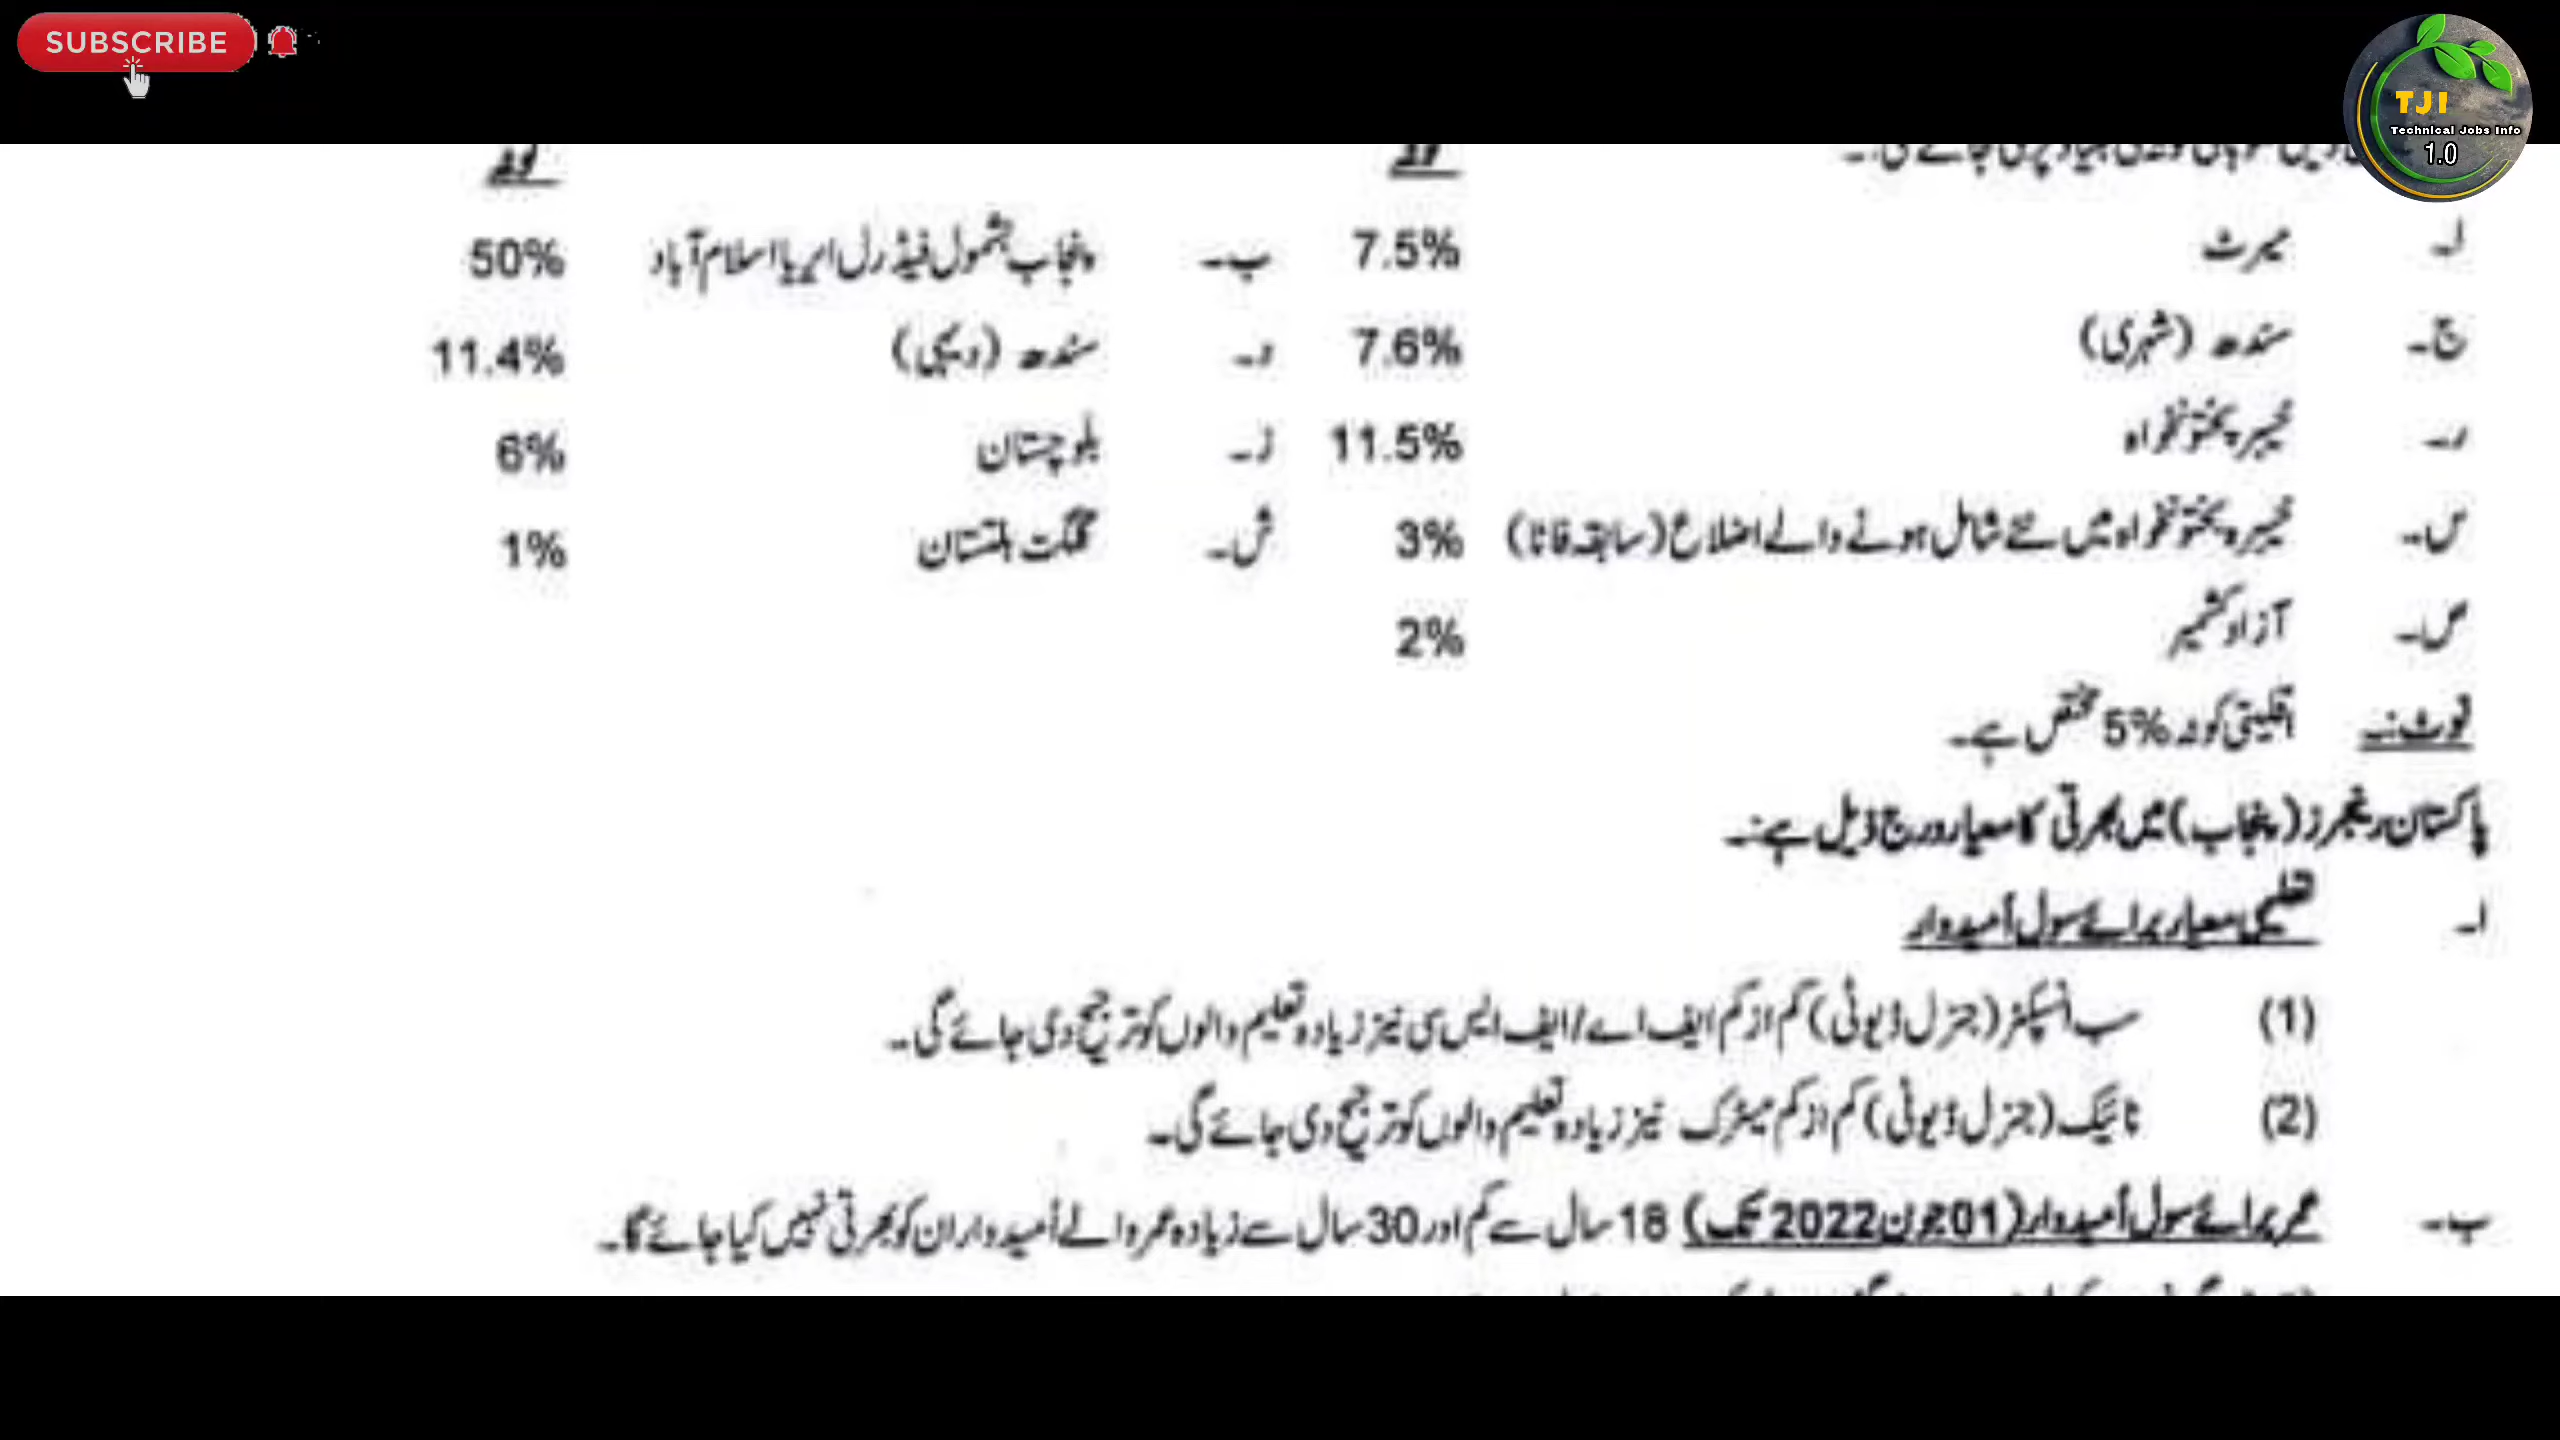 SUBSCRIBE
TJI
Technical Jobs Info
1.0
کوٹہ کوٹہ
ا۔ میرٹ 7.5% ب۔ پنجاب بشمول فیڈرل ایریا اسلام آباد 50%
ج۔ سندھ (شہری) 7.6% د۔ سندھ (دیہی) 11.4%
ر۔ خیبر پختونخواہ 11.5% ز۔ بلوچستان 6%
س۔ خیبر پختونخواہ میں نئے شامل ہونے والے اضلاع (سابقہ فاٹا) 3% ش۔ گلگت بلتستان 1%
ص۔ آزاد کشمیر 2%
نوٹ:۔ اقلیتی کوٹہ 5% مختص ہے۔
پاکستان رینجرز (پنجاب) میں بھرتی کا معیار درج ذیل ہے:۔
ا۔ تعلیمی معیار برائے سول اُمیدوار
(1) سب انسپکٹر (جنرل ڈیوٹی) کم از کم ایف اے/ایف ایس سی نیز زیادہ تعلیم والوں کو ترجیح دی جائے گی۔
(2) نائیک (جنرل ڈیوٹی) کم از کم میٹرک نیز زیادہ تعلیم والوں کو ترجیح دی جائے گی۔
ب۔ عمر برائے سول اُمیدوار (01 جون 2022 تک) 18 سال سے کم اور 30 سال سے زیادہ عمر والے اُمیدواران کو بھرتی نہیں کیا جائے گا۔